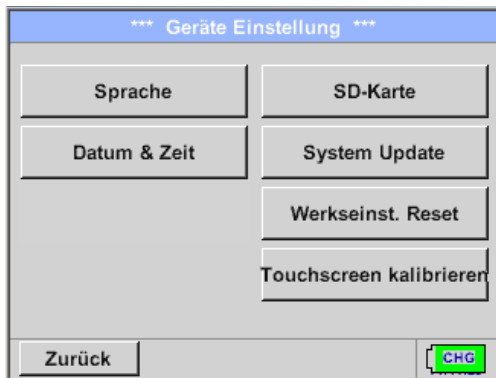 *** Geräte Einstellung ***
Sprache
SD-Karte
Datum & Zeit
System Update
Werkseinst. Reset
Touchscreen kalibrieren
Zurück
CHG